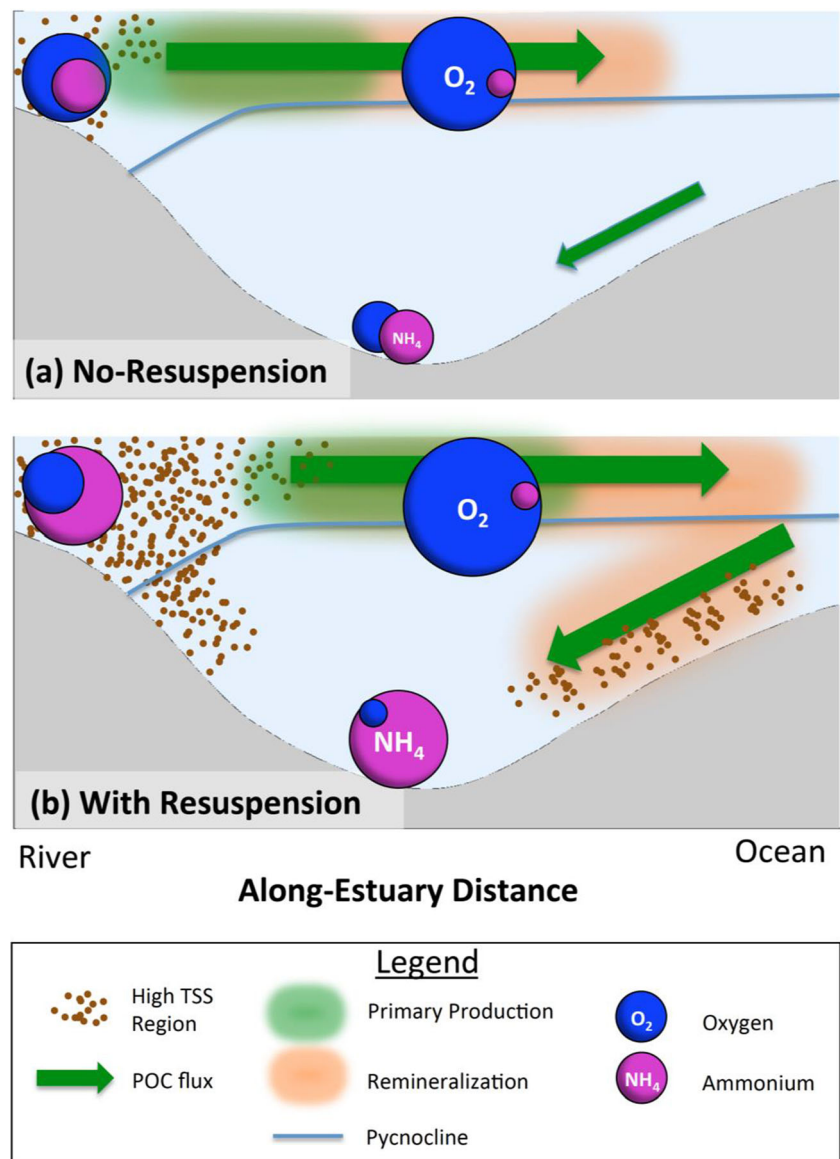 O₂
NH₄
(a) No-Resuspension
O₂
NH₄
(b) With Resuspension
River
Ocean
Along-Estuary Distance
Legend
High TSS
Region
Primary Production
O₂
Oxygen
POC flux
Remineralization
NH₄
Ammonium
Pycnocline